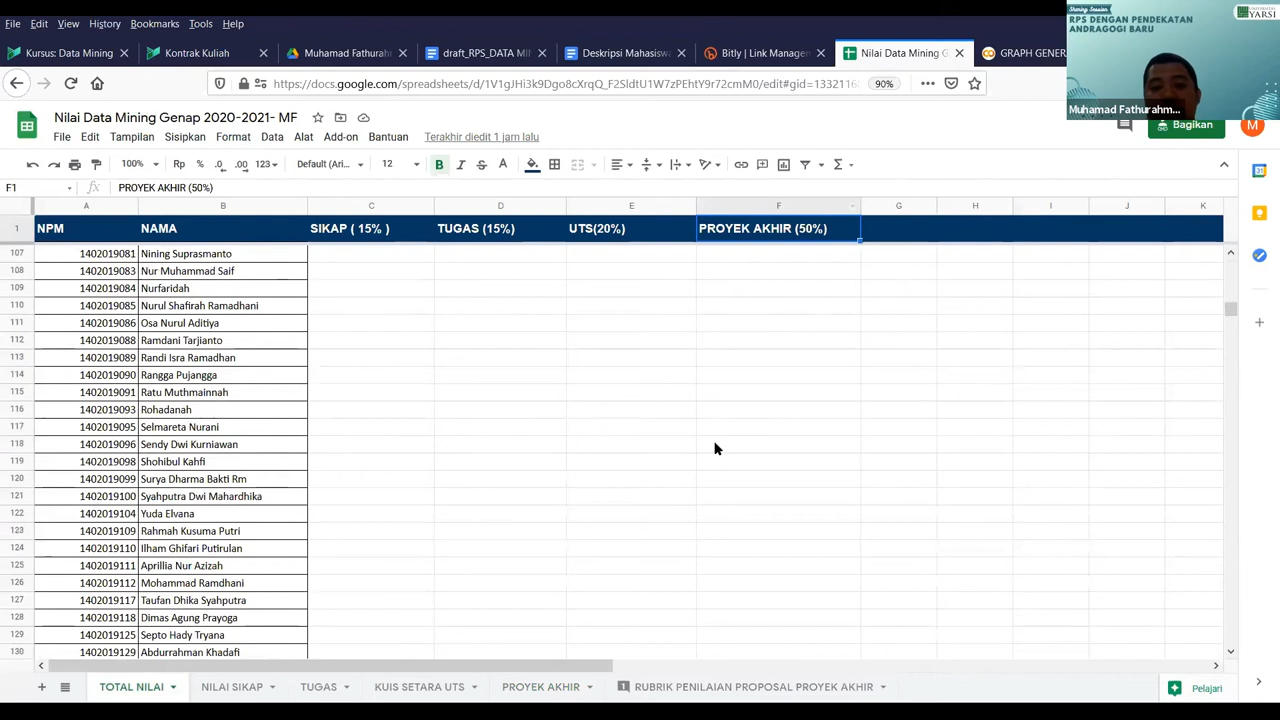 File Edit View History Bookmarks Tools Help
Kursus: Data Mining
Kontrak Kuliah
Muhamad Fathurah
draft_RPS_DATA MI
Deskripsi Mahasisw
Bitly | Link Manage
Nilai Data Mining G
GRAPH GENER
Sharing Session
RPS DENGAN PENDEKATAN
ANDRAGOGI BARU
UNIVERSITAS
YARSI
Muhamad Fathurahm...
https://docs.google.com/spreadsheets/d/1V1gJHi3k9Dgo8cXrqQ_F2SldtU1W7zPEhtY9r72cmM0/edit#gid=1332116
90%
Nilai Data Mining Genap 2020-2021- MF
File Edit Tampilan Sisipkan Format Data Alat Add-on Bantuan Terakhir diedit 1 jam lalu
Bagikan
M
100% Rp % .0 .00 123 Default (Ari... 12 B I S A
F1 fx PROYEK AKHIR (50%)
A B C D E F G H I J K
1 NPM NAMA SIKAP ( 15% ) TUGAS (15%) UTS(20%) PROYEK AKHIR (50%)
107 1402019081 Nining Suprasmanto
108 1402019083 Nur Muhammad Saif
109 1402019084 Nurfaridah
110 1402019085 Nurul Shafirah Ramadhani
111 1402019086 Osa Nurul Aditiya
112 1402019088 Ramdani Tarjianto
113 1402019089 Randi Isra Ramadhan
114 1402019090 Rangga Pujangga
115 1402019091 Ratu Muthmainnah
116 1402019093 Rohadanah
117 1402019095 Selmareta Nurani
118 1402019096 Sendy Dwi Kurniawan
119 1402019098 Shohibul Kahfi
120 1402019099 Surya Dharma Bakti Rm
121 1402019100 Syahputra Dwi Mahardhika
122 1402019104 Yuda Elvana
123 1402019109 Rahmah Kusuma Putri
124 1402019110 Ilham Ghifari Putirulan
125 1402019111 Aprillia Nur Azizah
126 1402019112 Mohammad Ramdhani
127 1402019117 Taufan Dhika Syahputra
128 1402019118 Dimas Agung Prayoga
129 1402019125 Septo Hady Tryana
130 1402019129 Abdurrahman Khadafi
TOTAL NILAI NILAI SIKAP TUGAS KUIS SETARA UTS PROYEK AKHIR RUBRIK PENILAIAN PROPOSAL PROYEK AKHIR Pelajari